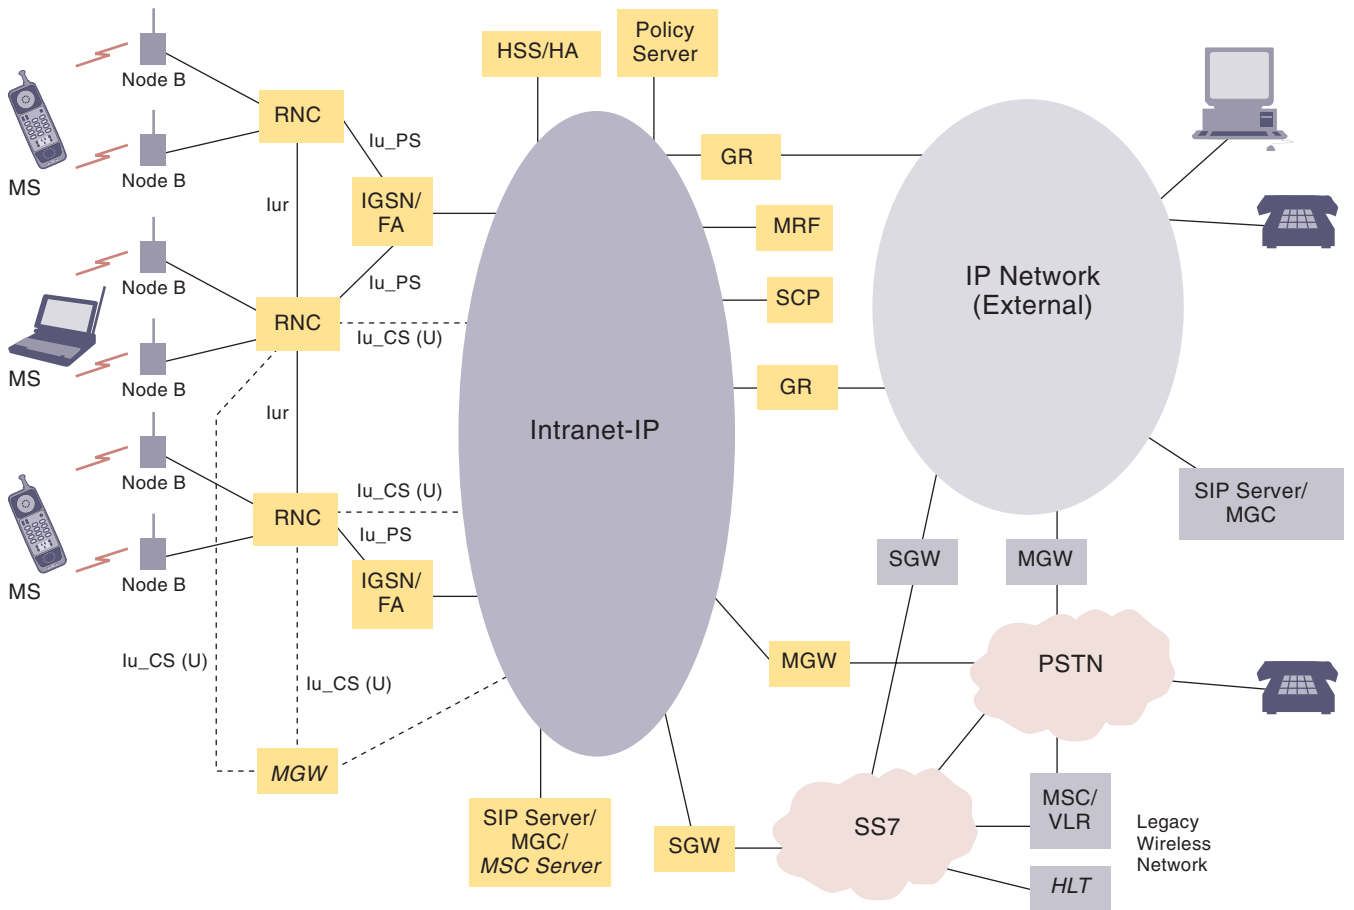 HSS/HA
Policy
Server
Node B
RNC
Iu_PS
GR
Node B
MS
IGSN/
FA
Iur
MRF
IP Network
(External)
Node B
Iu_PS
SCP
RNC
Iu_CS (U)
MS
Node B
GR
Iur
Intranet-IP
Node B
Iu_CS (U)
SIP Server/
MGC
RNC
Iu_PS
SGW
MGW
MS
Node B
IGSN/
FA
Iu_CS (U)
Iu_CS (U)
MGW
PSTN
MGW
SIP Server/
MGC/
MSC Server
SGW
SS7
MSC/
VLR
Legacy
Wireless
Network
HLT